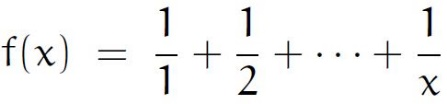 f(x) = 1/1 + 1/2 + ··· + 1/x